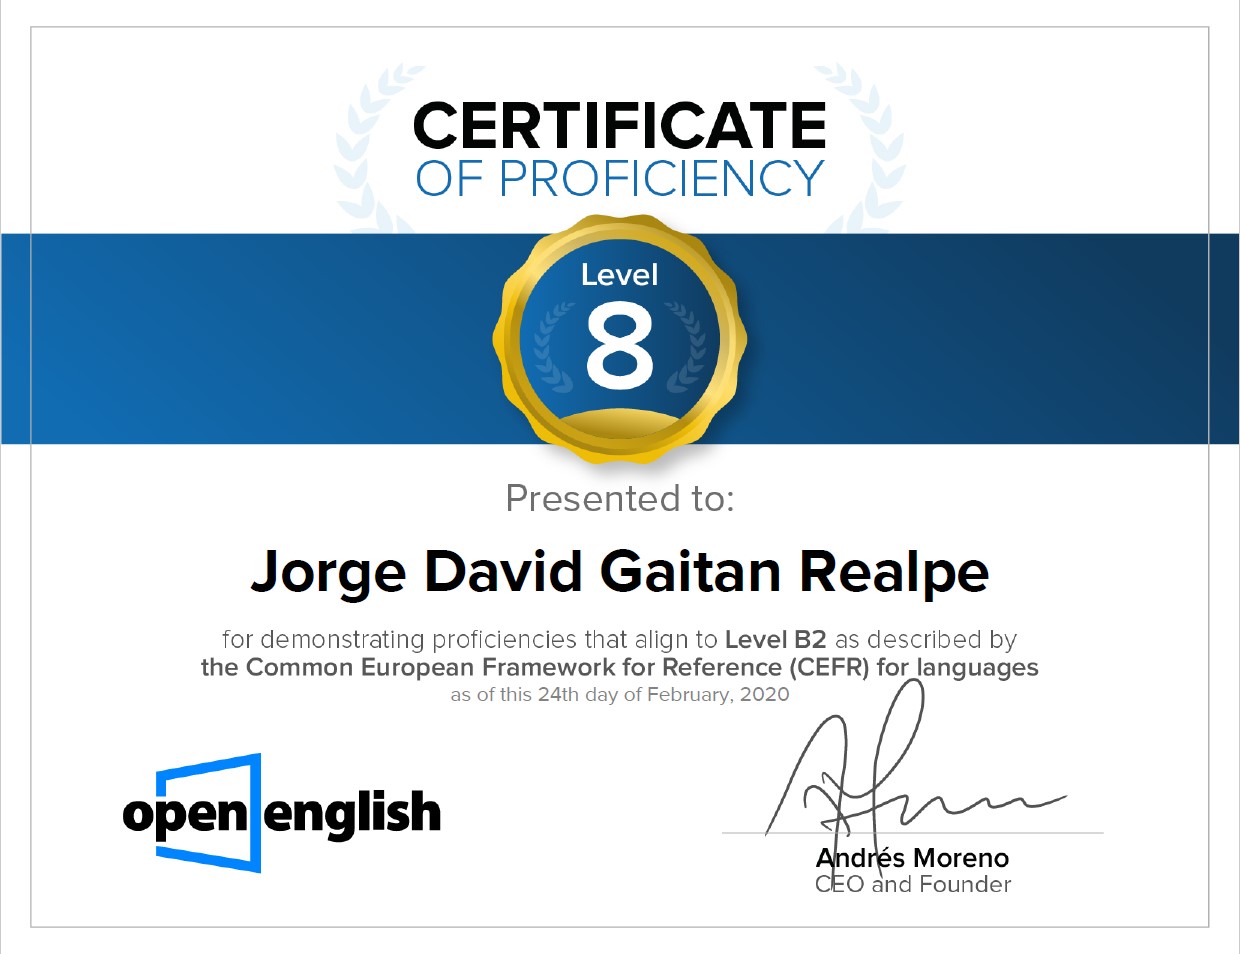 CERTIFICATE
OF PROFICIENCY
Level
8
Presented to:
Jorge David Gaitan Realpe
for demonstrating proficiencies that align to Level B2 as described by
the Common European Framework for Reference (CEFR) for languages
as of this 24th day of February, 2020
open english
Andrés Moreno
CEO and Founder